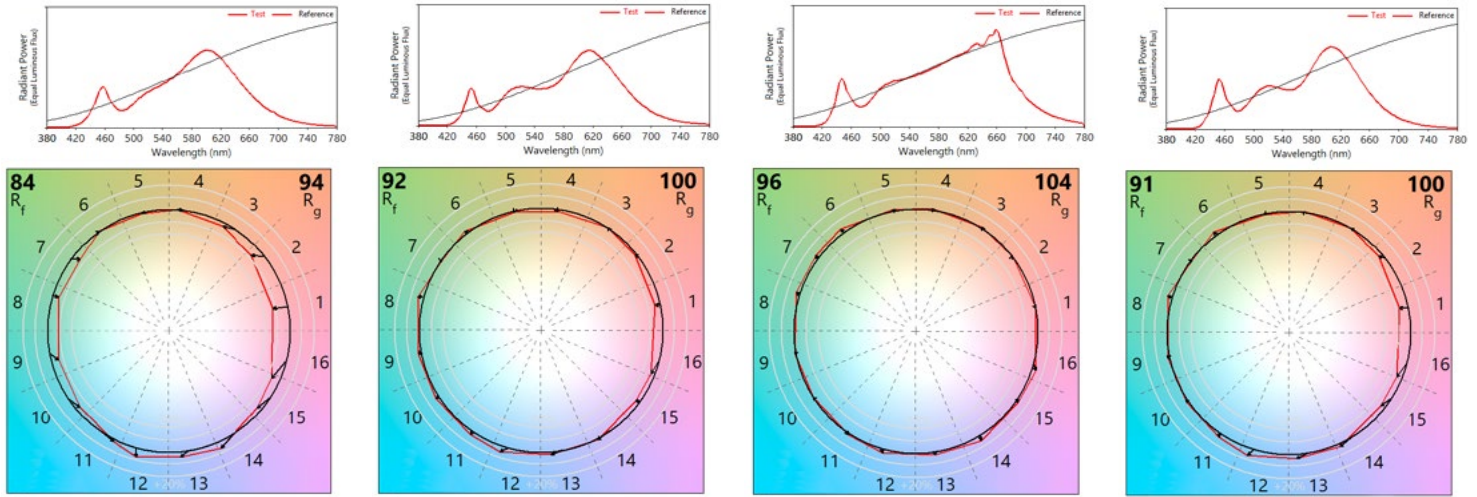 Test Reference
Radiant Power
(Equal Luminous Flux)
380 420 460 500 540 580 620 660 700 740 780
Wavelength (nm)
84
Rf
94
Rg
1
2
3
4
5
6
7
8
9
10
11
12
+20%
13
14
15
16
Test Reference
Radiant Power
(Equal Luminous Flux)
380 420 460 500 540 580 620 660 700 740 780
Wavelength (nm)
92
Rf
100
Rg
1
2
3
4
5
6
7
8
9
10
11
12
+20%
13
14
15
16
Test Reference
Radiant Power
(Equal Luminous Flux)
380 420 460 500 540 580 620 660 700 740 780
Wavelength (nm)
96
Rf
104
Rg
1
2
3
4
5
6
7
8
9
10
11
12
+20%
13
14
15
16
Test Reference
Radiant Power
(Equal Luminous Flux)
380 420 460 500 540 580 620 660 700 740 780
Wavelength (nm)
91
Rf
100
Rg
1
2
3
4
5
6
7
8
9
10
11
12
+20%
13
14
15
16